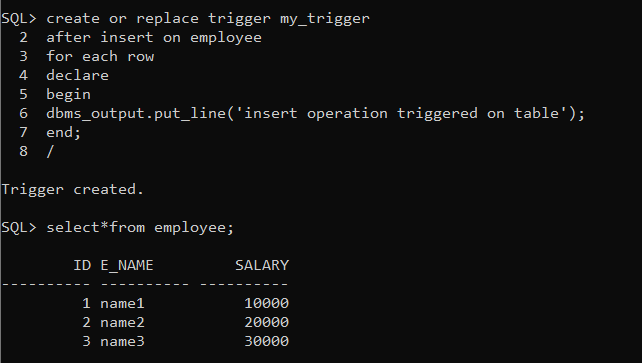 SQL> create or replace trigger my_trigger
  2  after insert on employee
  3  for each row
  4  declare
  5  begin
  6  dbms_output.put_line('insert operation triggered on table');
  7  end;
  8  /
Trigger created.
SQL> select*from employee;
        ID E_NAME         SALARY
---------- ---------- ----------
         1 name1           10000
         2 name2           20000
         3 name3           30000